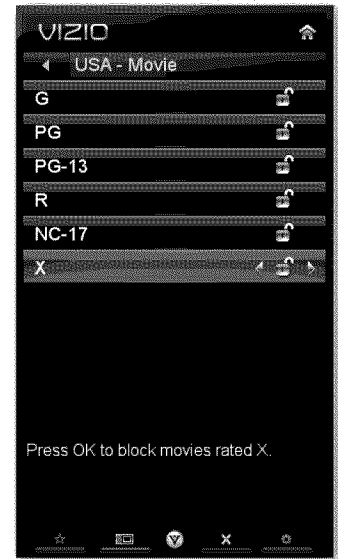 VIZIO
USA - Movie
G
PG
PG-13
R
NC-17
X
Press OK to block movies rated X.